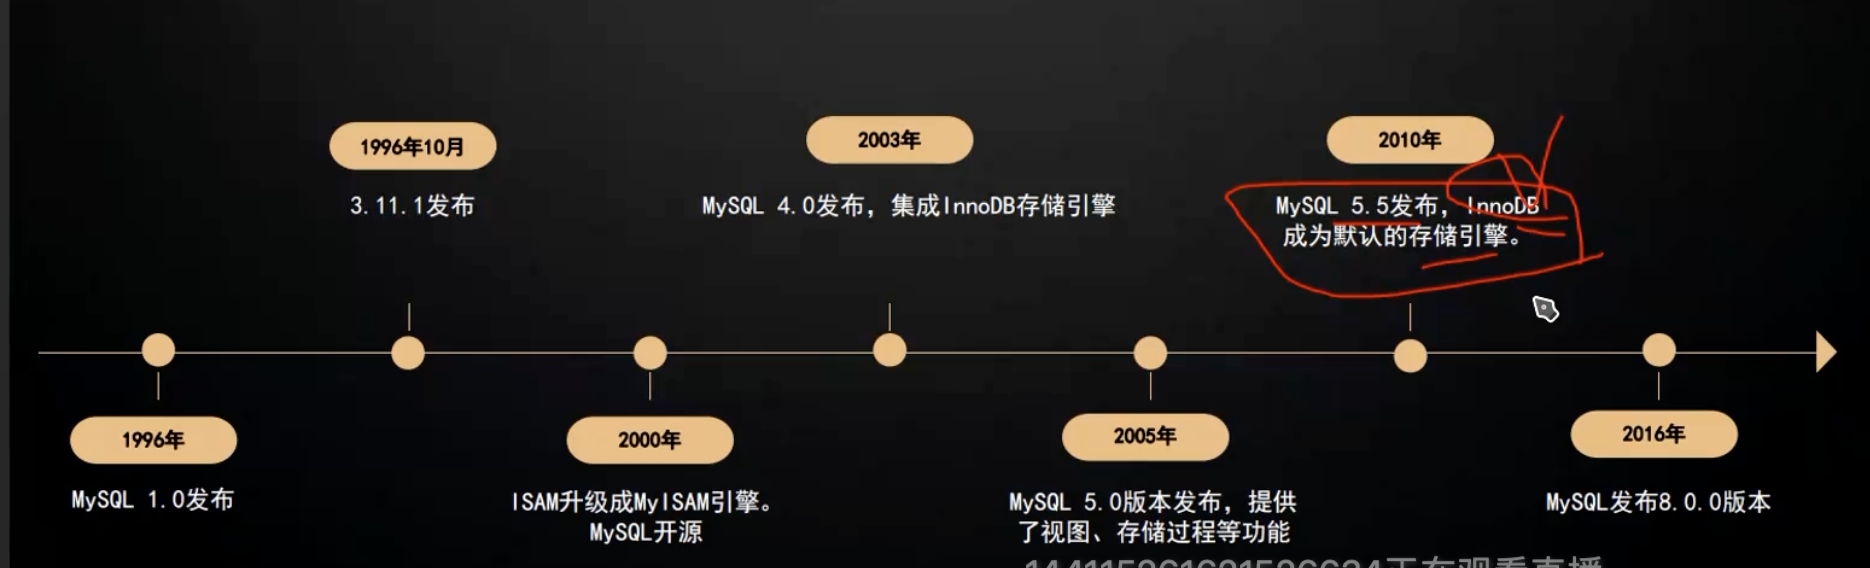 1996年10月
3.11.1发布
2003年
MySQL 4.0发布，集成InnoDB存储引擎
2010年
MySQL 5.5发布，InnoDB
成为默认的存储引擎。
1996年
MySQL 1.0发布
2000年
ISAM升级成MyISAM引擎。
MySQL开源
2005年
MySQL 5.0版本发布，提供
了视图、存储过程等功能
2016年
MySQL发布8.0.0版本
正在观看直播